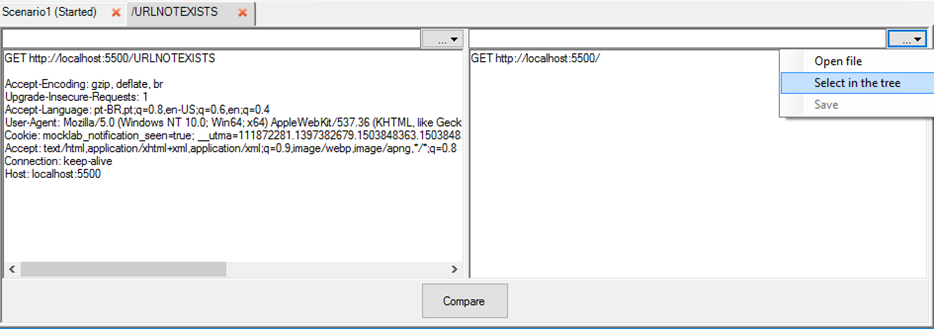 Scenario1 (Started)
/URLNOTEXISTS
...
...
GET http://localhost:5500/URLNOTEXISTS
Accept-Encoding: gzip, deflate, br
Upgrade-Insecure-Requests: 1
Accept-Language: pt-BR,pt;q=0.8,en-US;q=0.6,en;q=0.4
User-Agent: Mozilla/5.0 (Windows NT 10.0; Win64; x64) AppleWebKit/537.36 (KHTML, like Geck
Cookie: mocklab_notification_seen=true; __utma=111872281.1397382679.1503848363.1503848
Accept: text/html,application/xhtml+xml,application/xml;q=0.9,image/webp,image/apng,*/*;q=0.8
Connection: keep-alive
Host: localhost:5500
GET http://localhost:5500/
Open file
Select in the tree
Save
Compare